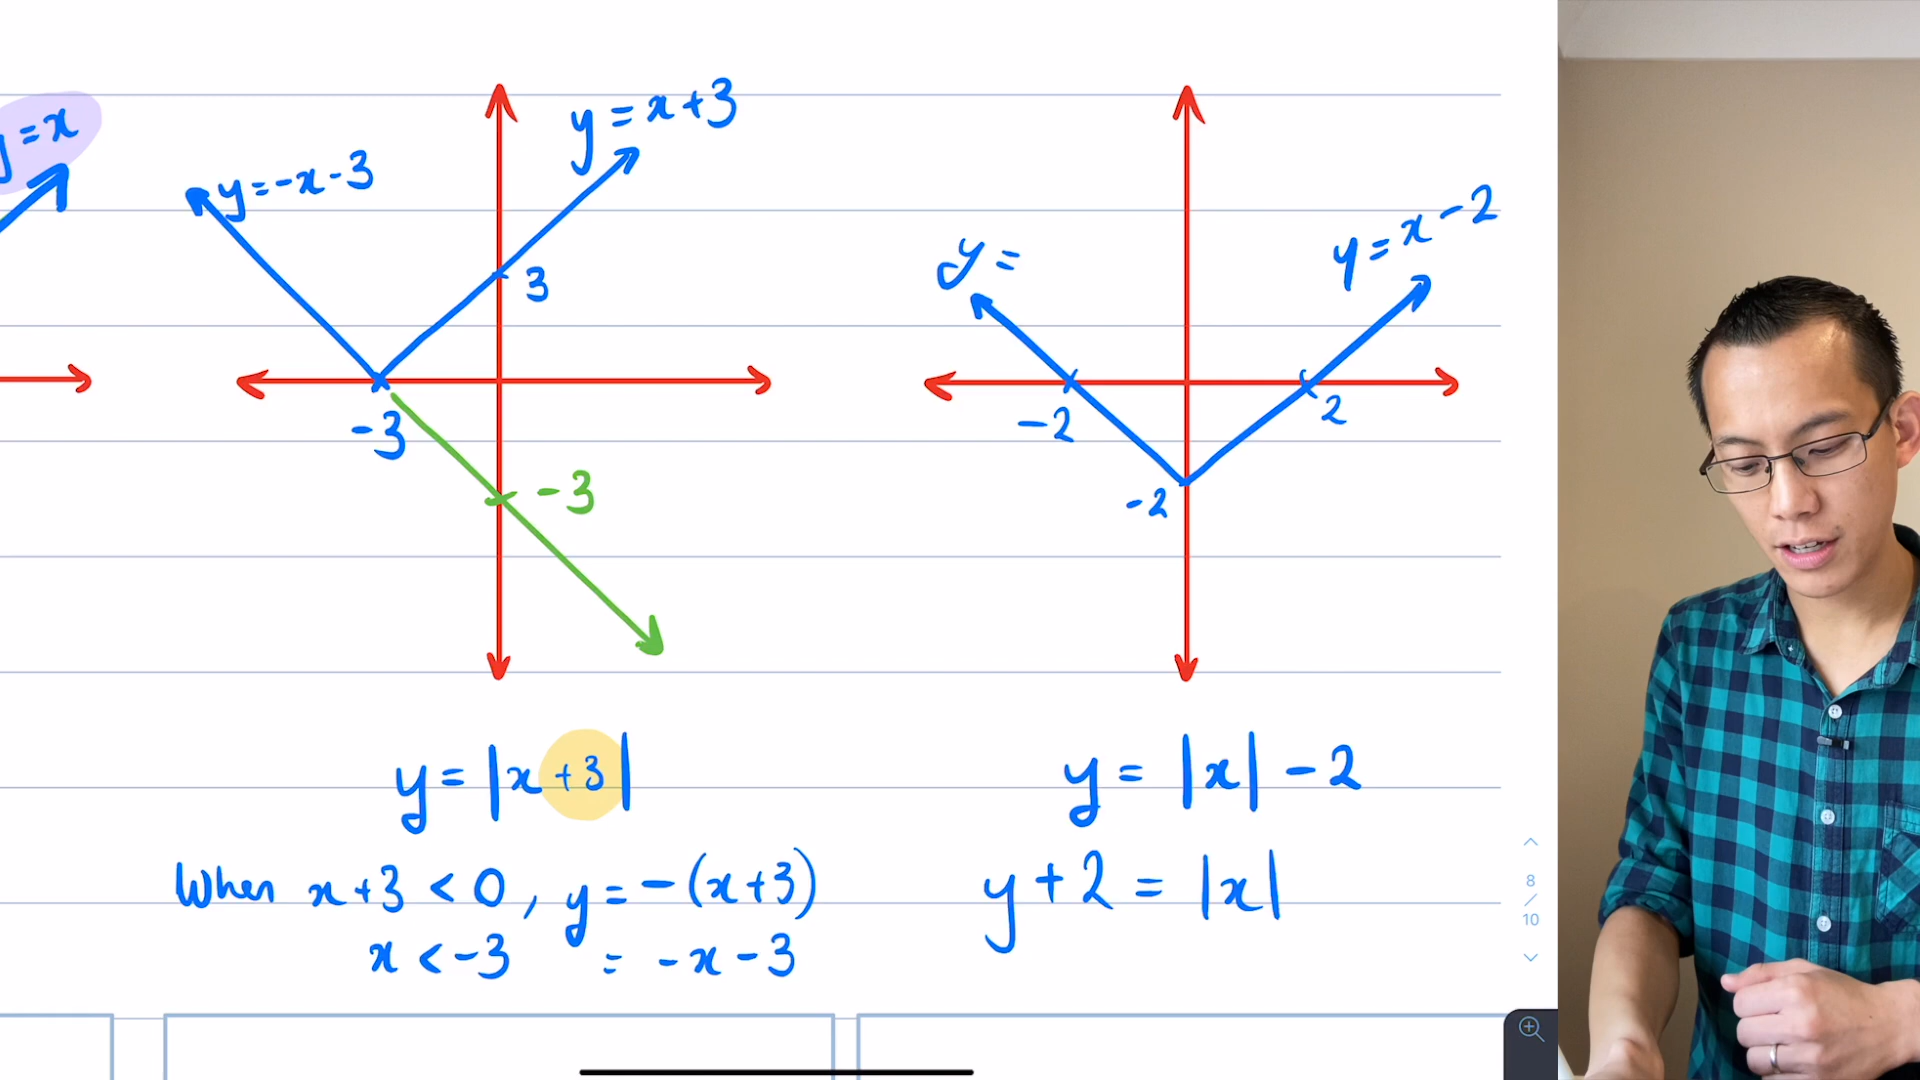 y=x
y=-x-3
y=x+3
3
-3
-3
y=
y=x-2
-2
2
-2
y=|x+3|
When x+3<0, y=-(x+3)
x<-3 = -x-3
y=|x|-2
y+2=|x|
8
/
10